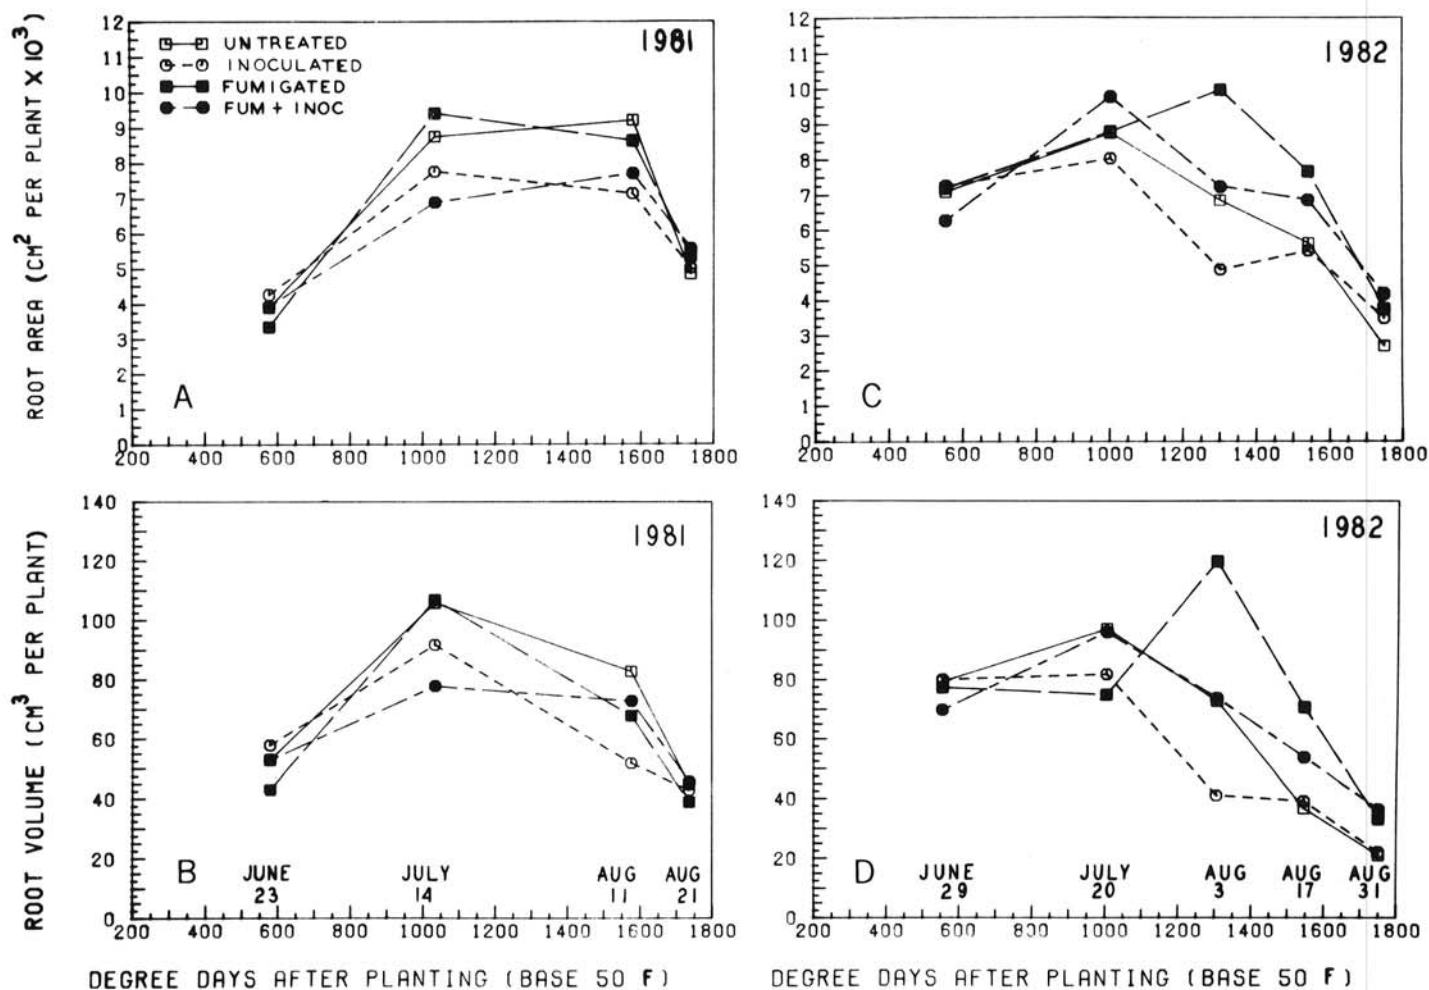 ROOT AREA (CM² PER PLANT X 10³)
12
11
10
9
8
7
6
5
4
3
2
1
0
UNTREATED
INOCULATED
FUMIGATED
FUM + INOC
1981
A
200 400 600 800 1000 1200 1400 1600 1800
12
11
10
9
8
7
6
5
4
3
2
1
0
1982
C
200 400 600 800 1000 1200 1400 1600 1800
ROOT VOLUME (CM³ PER PLANT)
140
120
100
80
60
40
20
0
1981
B
JUNE 23
JULY 14
AUG 11
AUG 21
200 400 600 800 1000 1200 1400 1600 1800
DEGREE DAYS AFTER PLANTING (BASE 50 F)
140
120
100
80
60
40
20
0
1982
D
JUNE 29
JULY 20
AUG 3
AUG 17
AUG 31
200 400 600 800 1000 1200 1400 1600 1800
DEGREE DAYS AFTER PLANTING (BASE 50 F)